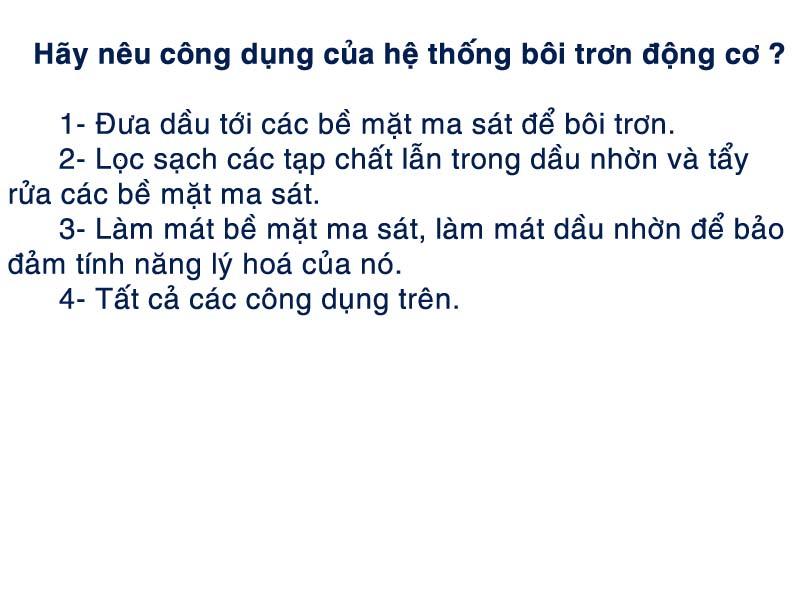 Hãy nêu công dụng của hệ thống bôi trơn động cơ ?
1- Đưa dầu tới các bề mặt ma sát để bôi trơn.
2- Lọc sạch các tạp chất lẫn trong dầu nhờn và tẩy
rửa các bề mặt ma sát.
3- Làm mát bề mặt ma sát, làm mát dầu nhờn để bảo
đảm tính năng lý hoá của nó.
4- Tất cả các công dụng trên.